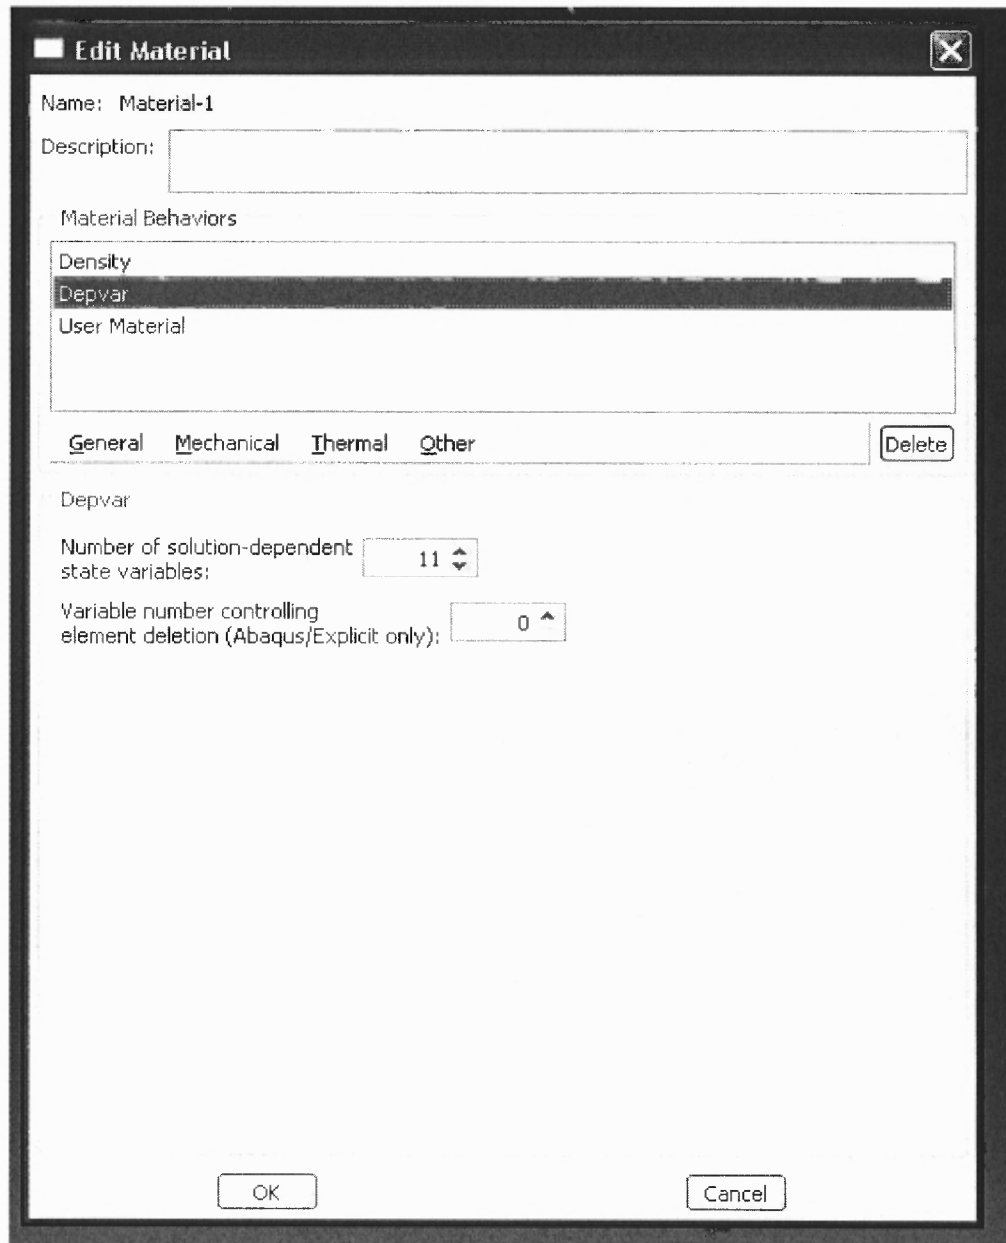 Edit Material
Name: Material-1
Description:
Material Behaviors
Density
Depvar
User Material
General Mechanical Thermal Other Delete
Depvar
Number of solution-dependent
state variables: 11
Variable number controlling
element deletion (Abaqus/Explicit only): 0
OK Cancel